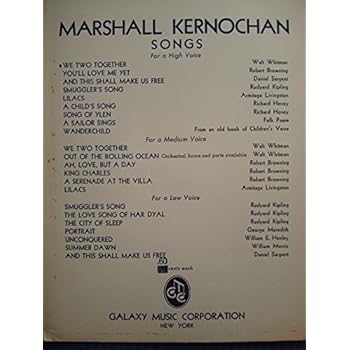 MARSHALL KERNOCHAN
SONGS
For a High Voice
*WE TWO TOGETHER Walt Whitman
YOU'LL LOVE ME YET Robert Browning
AND THIS SHALL MAKE US FREE Daniel Sargent
SMUGGLER'S SONG Rudyard Kipling
LILACS Armitage Livingston
A CHILD'S SONG Richard Hovey
SONG OF YLEN Richard Hovey
A SAILOR SINGS Folk Poem
WANDERCHILD From an old book of Children's Verse
For a Medium Voice
WE TWO TOGETHER Walt Whitman
OUT OF THE ROLLING OCEAN Orchestral Score and parts available Walt Whitman
AH, LOVE, BUT A DAY Robert Browning
KING CHARLES Robert Browning
A SERENADE AT THE VILLA Robert Browning
LILACS Armitage Livingston
For a Low Voice
SMUGGLER'S SONG Rudyard Kipling
THE LOVE SONG OF HAR DYAL Rudyard Kipling
THE CITY OF SLEEP Rudyard Kipling
PORTRAIT George Meredith
UNCONQUERED William E. Henley
SUMMER DAWN William Morris
AND THIS SHALL MAKE US FREE Daniel Sargent
.60
cents each
GALAXY MUSIC CORPORATION
NEW YORK